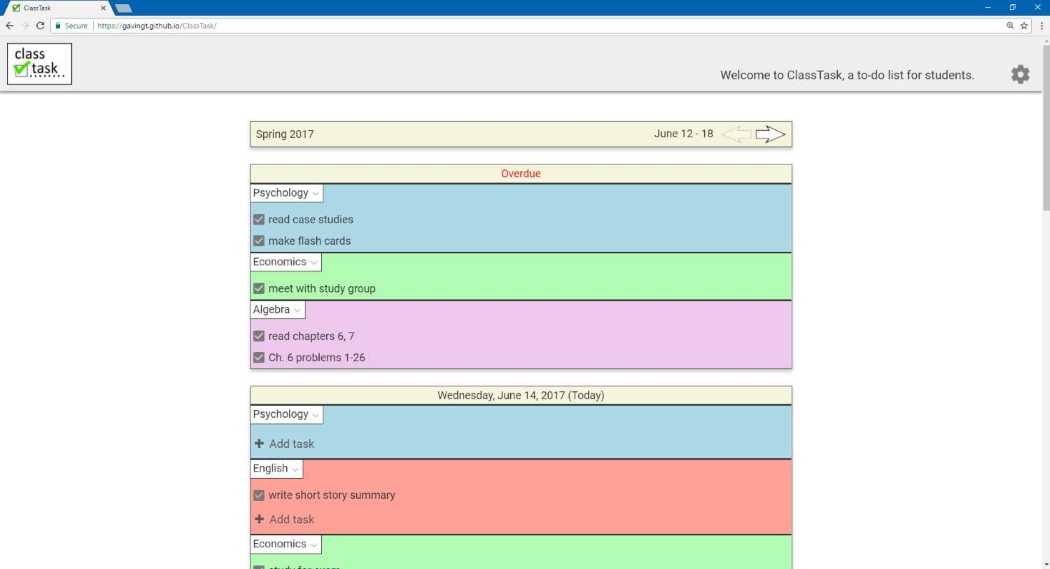 ClassTask
Secure | https://gavingt.github.io/ClassTask/
class
task
Welcome to ClassTask, a to-do list for students.
Spring 2017
June 12 - 18
Overdue
Psychology
read case studies
make flash cards
Economics
meet with study group
Algebra
read chapters 6, 7
Ch. 6 problems 1-26
Wednesday, June 14, 2017 (Today)
Psychology
+ Add task
English
write short story summary
+ Add task
Economics